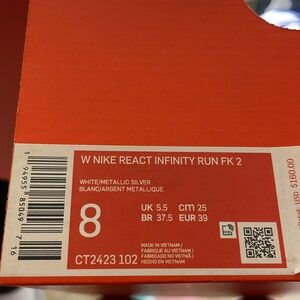 W NIKE REACT INFINITY RUN FK 2
WHITE/METALLIC SILVER
BLANC/ARGENT METALLIQUE
8
UK 5.5 cm 25
BR 37.5 EUR 39
MADE IN VIETNAM /
FABRIQUE AU VIETNAM /
FABRICADO NO VIETNÃ /
HECHO EN VIETNAM
CT2423 102
USD $160.00